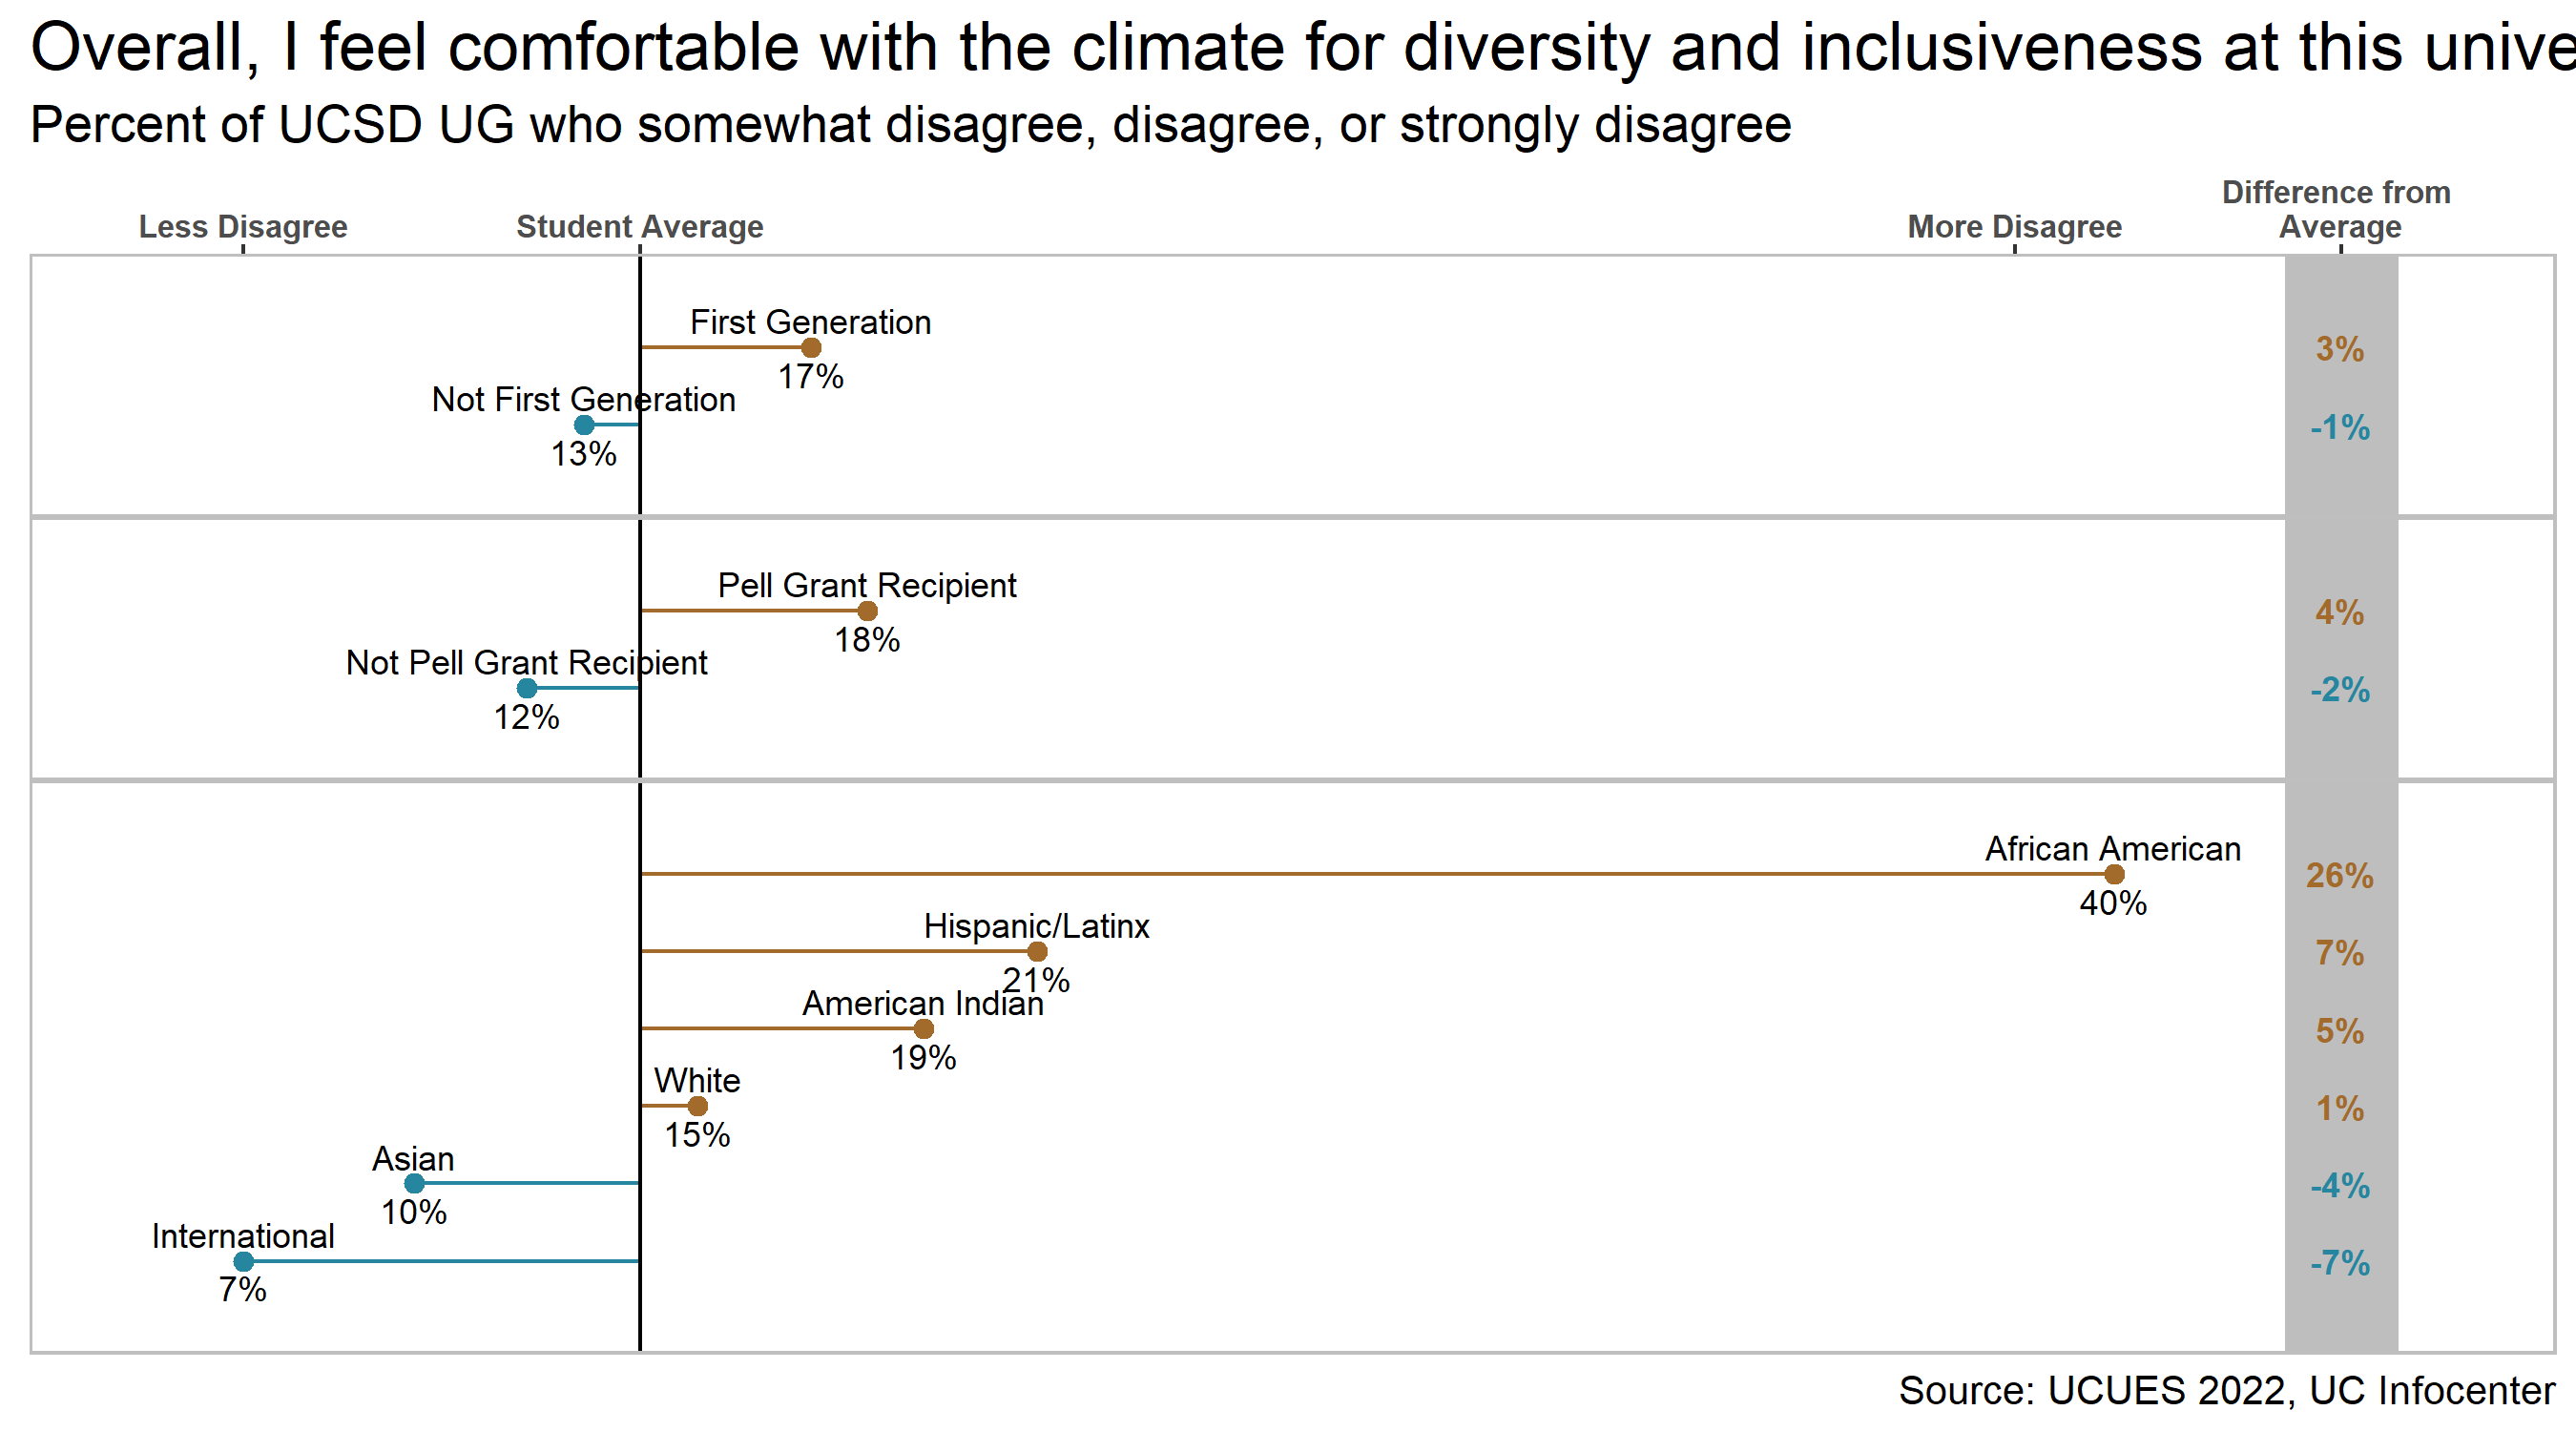 Overall, I feel comfortable with the climate for diversity and inclusiveness at this unive
Percent of UCSD UG who somewhat disagree, disagree, or strongly disagree
Difference from
Less Disagree Student Average More Disagree Average
First Generation
3%
17%
Not First Generation
-1%
13%
Pell Grant Recipient
4%
18%
Not Pell Grant Recipient
-2%
12%
African American
26%
40%
Hispanic/Latinx
7%
21%
American Indian
5%
19%
White
1%
15%
Asian
-4%
10%
International
-7%
7%
Source: UCUES 2022, UC Infocenter